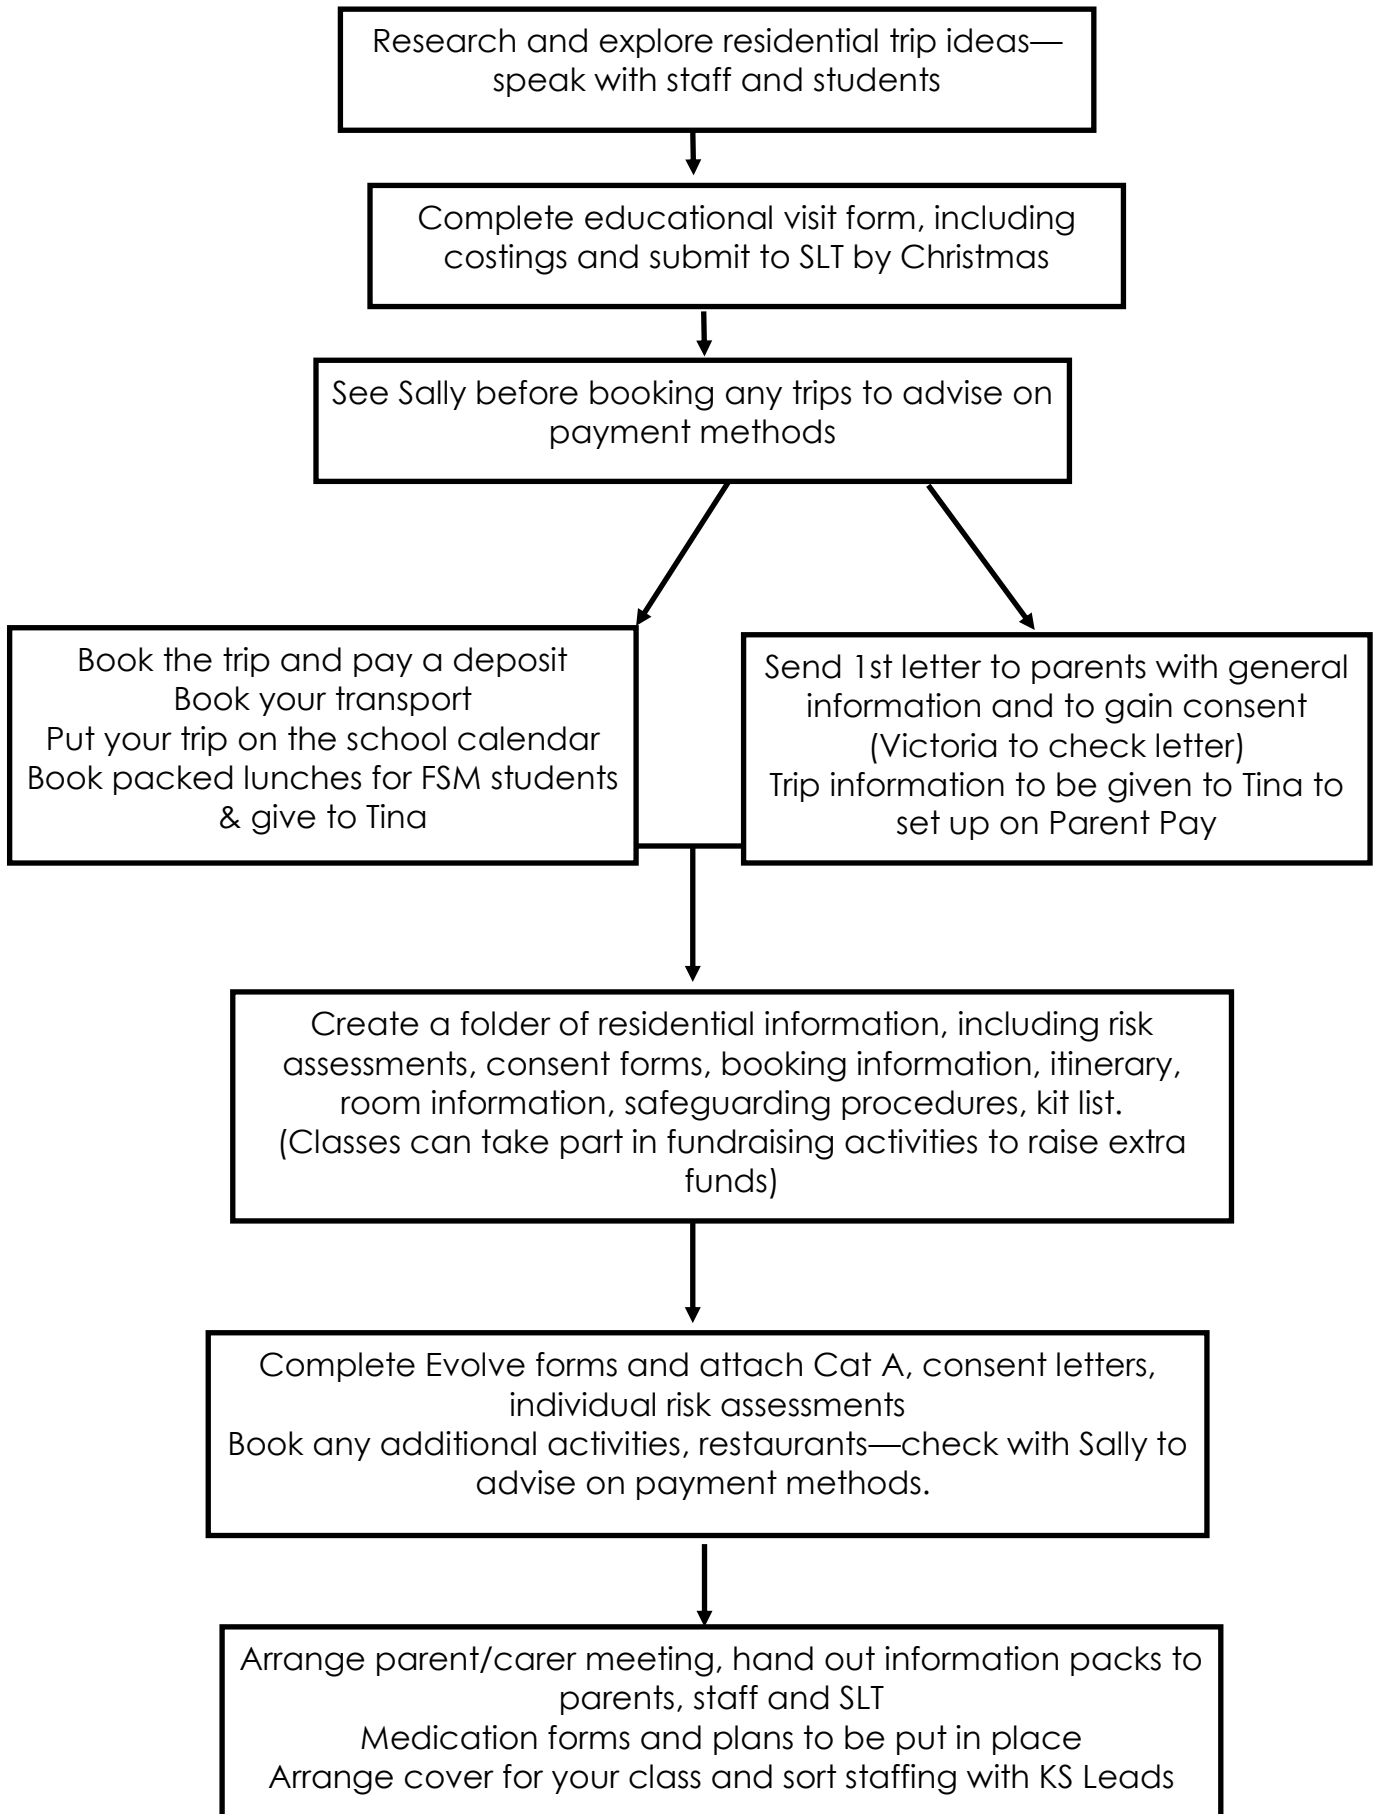 Research and explore residential trip ideas—
speak with staff and students
Complete educational visit form, including
costings and submit to SLT by Christmas
See Sally before booking any trips to advise on
payment methods
Book the trip and pay a deposit
Book your transport
Put your trip on the school calendar
Book packed lunches for FSM students
& give to Tina
Send 1st letter to parents with general
information and to gain consent
(Victoria to check letter)
Trip information to be given to Tina to
set up on Parent Pay
Create a folder of residential information, including risk
assessments, consent forms, booking information, itinerary,
room information, safeguarding procedures, kit list.
(Classes can take part in fundraising activities to raise extra
funds)
Complete Evolve forms and attach Cat A, consent letters,
individual risk assessments
Book any additional activities, restaurants—check with Sally to
advise on payment methods.
Arrange parent/carer meeting, hand out information packs to
parents, staff and SLT
Medication forms and plans to be put in place
Arrange cover for your class and sort staffing with KS Leads